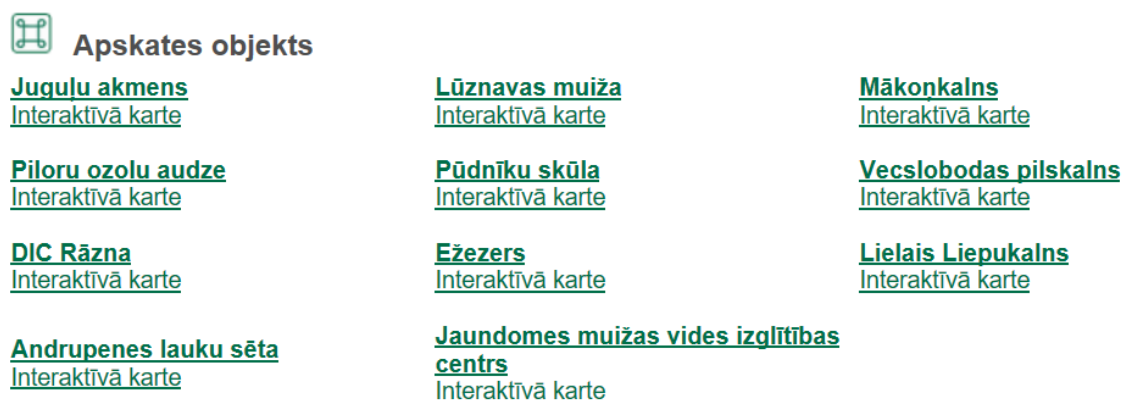 Apskates objekts
Juguļu akmens
Interaktīvā karte
Lūznavas muiža
Interaktīvā karte
Mākoņkalns
Interaktīvā karte
Piloru ozolu audze
Interaktīvā karte
Pūdnīku skūla
Interaktīvā karte
Vecslobodas pilskalns
Interaktīvā karte
DIC Rāzna
Interaktīvā karte
Ežezers
Interaktīvā karte
Lielais Liepukalns
Interaktīvā karte
Andrupenes lauku sēta
Interaktīvā karte
Jaundomes muižas vides izglītības
centrs
Interaktīvā karte